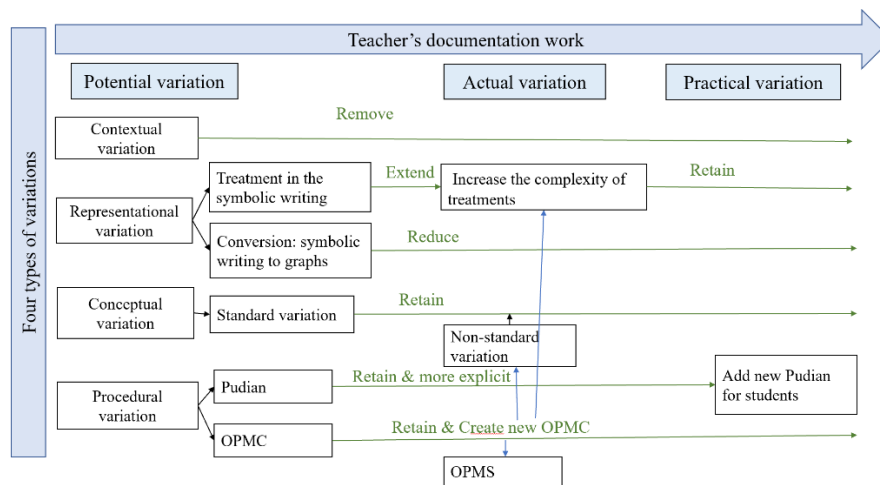 Teacher's documentation work
Four types of variations
Potential variation
Actual variation
Practical variation
Contextual
variation
Remove
Representational
variation
Treatment in the
symbolic writing
Extend
Increase the complexity of
treatments
Retain
Conversion: symbolic
writing to graphs
Reduce
Conceptual
variation
Standard variation
Retain
Non-standard
variation
Procedural
variation
Pudian
Retain & more explicit
Add new Pudian
for students
OPMC
Retain & Create new OPMC
OPMS